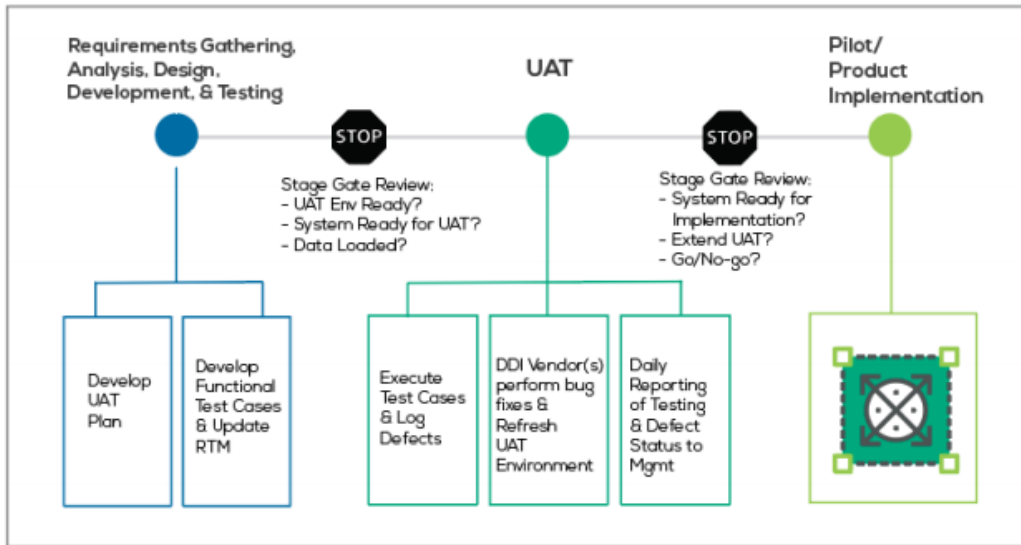 Requirements Gathering,
Analysis, Design,
Development, & Testing
UAT
Pilot/
Product
Implementation
STOP
STOP
Stage Gate Review:
- UAT Env Ready?
- System Ready for UAT?
- Data Loaded?
Stage Gate Review:
- System Ready for
Implementation?
- Extend UAT?
- Go/No-go?
Develop
UAT
Plan
Develop
Functional
Test Cases
& Update
RTM
Execute
Test Cases
& Log
Defects
DDI Vendor(s)
perform bug
fixes &
Refresh
UAT
Environment
Daily
Reporting
of Testing
& Defect
Status to
Mgmt